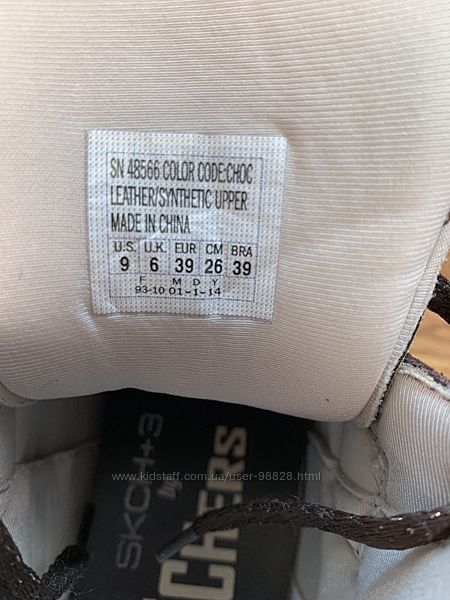 SN 48566 COLOR CODE:CHOC
LEATHER/SYNTHETIC UPPER
MADE IN CHINA
U.S. U.K. EUR CM BRA
9 6 39 26 39
F M D Y
93-10 01-1-14
www.kidstaff.com.ua/user-98828.html
SKCH+3
by